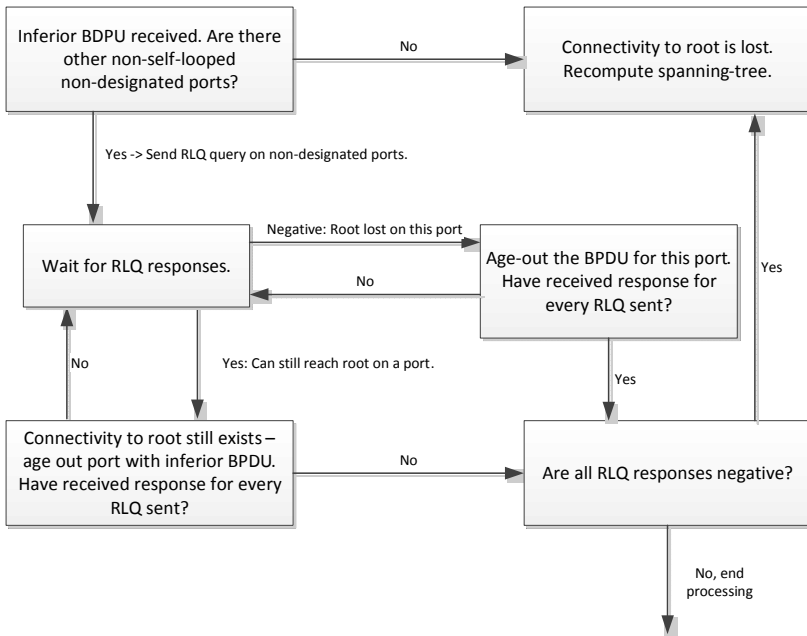 Inferior BDPU received. Are there
other non-self-looped
non-designated ports?
No
Connectivity to root is lost.
Recompute spanning-tree.
Yes -> Send RLQ query on non-designated ports.
Wait for RLQ responses.
Negative: Root lost on this port
No
Age-out the BPDU for this port.
Have received response for
every RLQ sent?
Yes
No
Yes: Can still reach root on a port.
Yes
Connectivity to root still exists –
age out port with inferior BPDU.
Have received response for every
RLQ sent?
No
Are all RLQ responses negative?
No, end
processing